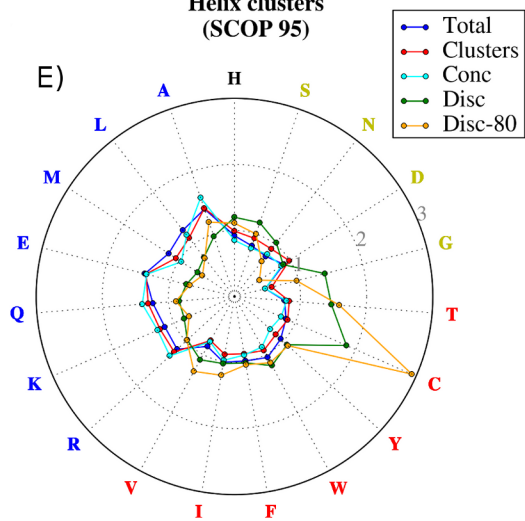 Helix clusters
(SCOP 95)
Total
Clusters
Conc
Disc
Disc-80
E)
H
S
N
D
G
T
C
Y
W
F
I
V
R
K
Q
E
M
L
A
1
2
3